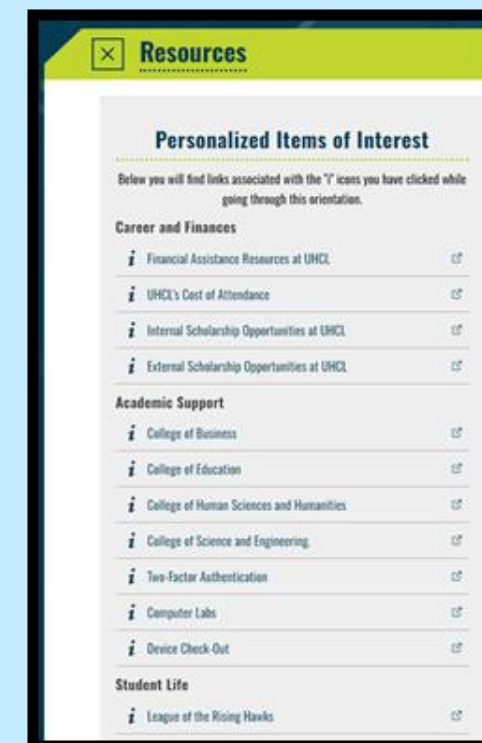 Resources
Personalized Items of Interest
Below you will find links associated with the "i" icons you have clicked while
going through this orientation.
Career and Finances
i Financial Assistance Resources at UHCL
i UHCL's Cost of Attendance
i Internal Scholarship Opportunities at UHCL
i External Scholarship Opportunities at UHCL
Academic Support
i College of Business
i College of Education
i College of Human Sciences and Humanities
i College of Science and Engineering
i Two-Factor Authentication
i Computer Labs
i Device Check-Out
Student Life
i League of the Rising Hawks